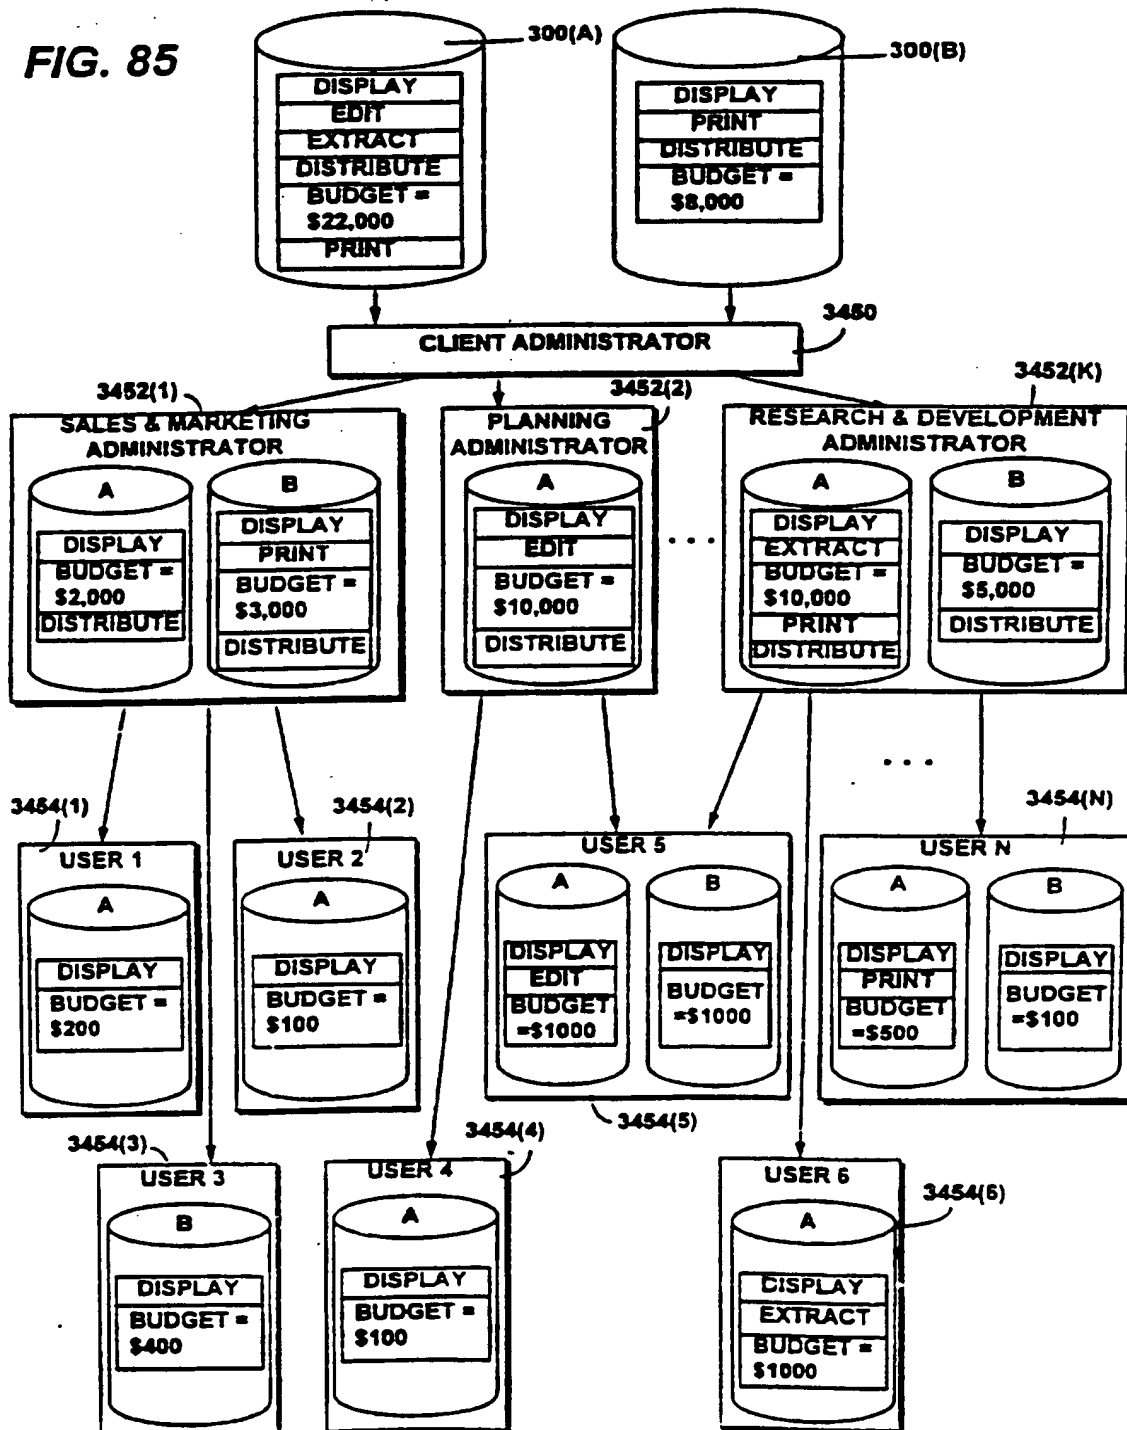 FIG. 85
300(A)
DISPLAY
EDIT
EXTRACT
DISTRIBUTE
BUDGET =
$22,000
PRINT
300(B)
DISPLAY
PRINT
DISTRIBUTE
BUDGET =
$8,000
3450
CLIENT ADMINISTRATOR
3452(1)
SALES & MARKETING
ADMINISTRATOR
A
DISPLAY
BUDGET =
$2,000
DISTRIBUTE
B
DISPLAY
PRINT
BUDGET =
$3,000
DISTRIBUTE
3452(2)
PLANNING
ADMINISTRATOR
A
DISPLAY
EDIT
BUDGET =
$10,000
DISTRIBUTE
. . .
3452(K)
RESEARCH & DEVELOPMENT
ADMINISTRATOR
A
DISPLAY
EXTRACT
BUDGET =
$10,000
PRINT
DISTRIBUTE
B
DISPLAY
BUDGET =
$5,000
DISTRIBUTE
. . .
3454(1)
USER 1
A
DISPLAY
BUDGET =
$200
3454(2)
USER 2
A
DISPLAY
BUDGET =
$100
USER 5
A
DISPLAY
EDIT
BUDGET
=$1000
B
DISPLAY
BUDGET
=$1000
3454(5)
3454(N)
USER N
A
DISPLAY
PRINT
BUDGET
=$500
B
DISPLAY
BUDGET
=$100
3454(3)
USER 3
B
DISPLAY
BUDGET =
$400
3454(4)
USER 4
A
DISPLAY
BUDGET =
$100
USER 6
3454(6)
A
DISPLAY
EXTRACT
BUDGET =
$1000